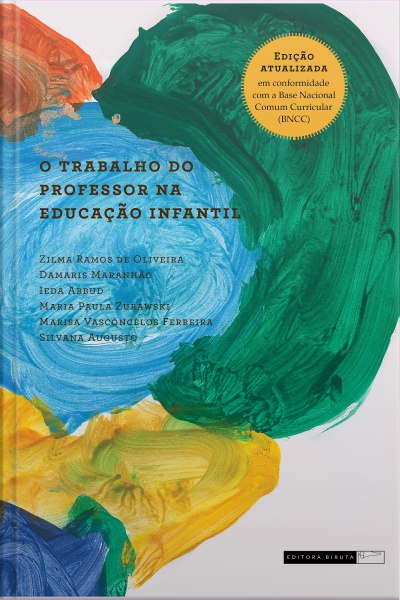 EDIÇÃO
ATUALIZADA
em conformidade
com a Base Nacional
Comum Curricular
(BNCC)
O TRABALHO DO
PROFESSOR NA
EDUCAÇÃO INFANTIL
ZILMA RAMOS DE OLIVEIRA
DAMARIS MARANHÃO
IEDA ABBUD
MARIA PAULA ZURAWSKI
MARISA VASCONCELOS FERREIRA
SILVANA AUGUSTO
EDITORA BIRUTA